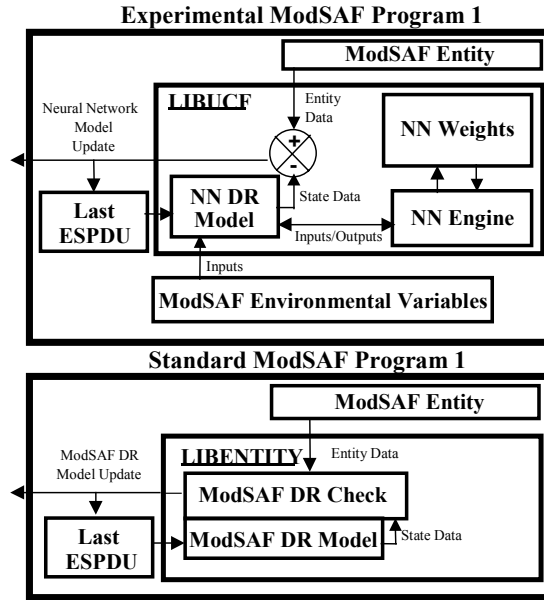 Experimental ModSAF Program 1
ModSAF Entity
LIBUCF
Entity
Data
Neural Network
Model
Update
+
-
NN Weights
Last
ESPDU
NN DR
Model
State Data
NN Engine
Inputs/Outputs
Inputs
ModSAF Environmental Variables
Standard ModSAF Program 1
ModSAF Entity
ModSAF DR
Model Update
LIBENTITY
Entity Data
ModSAF DR Check
Last
ESPDU
ModSAF DR Model
State Data